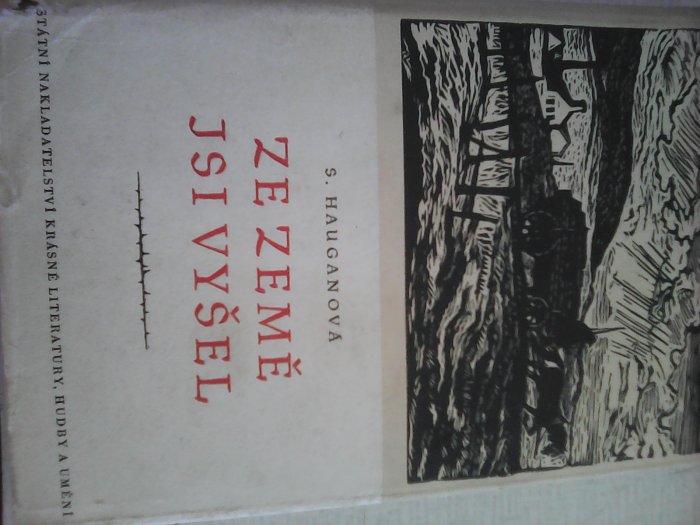 S. HAUGANOVÁ
ZE ZEMĚ
JSI VYŠEL
STÁTNÍ NAKLADATELSTVÍ KRÁSNÉ LITERATURY, HUDBY A UMĚNÍ